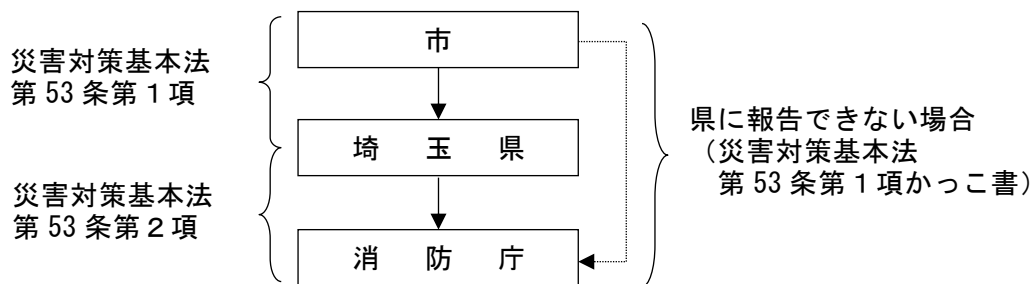 市
災害対策基本法
第53条第1項
県に報告できない場合
（災害対策基本法
第53条第1項かっこ書）
埼 玉 県
災害対策基本法
第53条第２項
消 防 庁